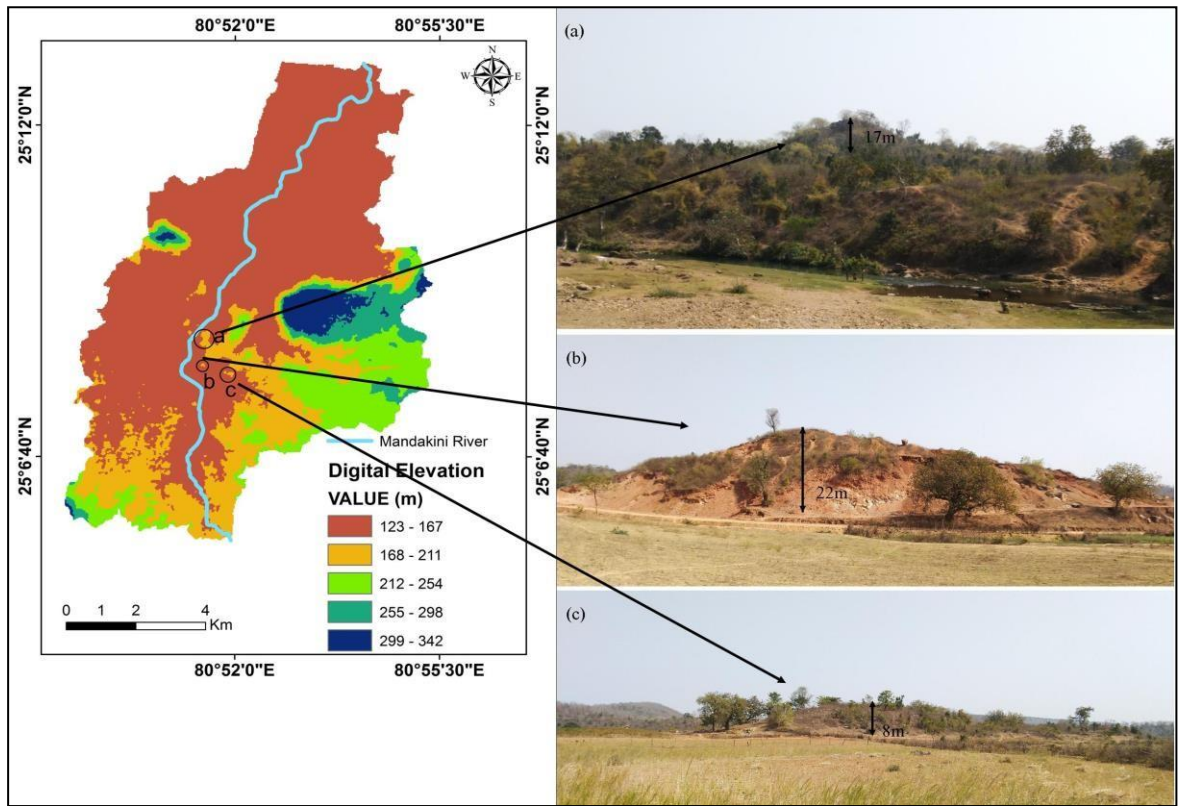 80°52'0"E 80°55'30"E
25°12'0"N 25°12'0"N
25°6'40"N 25°6'40"N
N
W E
S
a
b
c
Mandakini River
Digital Elevation
VALUE (m)
123 - 167
168 - 211
212 - 254
255 - 298
299 - 342
0 1 2 4
Km
80°52'0"E 80°55'30"E
(a)
17m
(b)
22m
(c)
8m